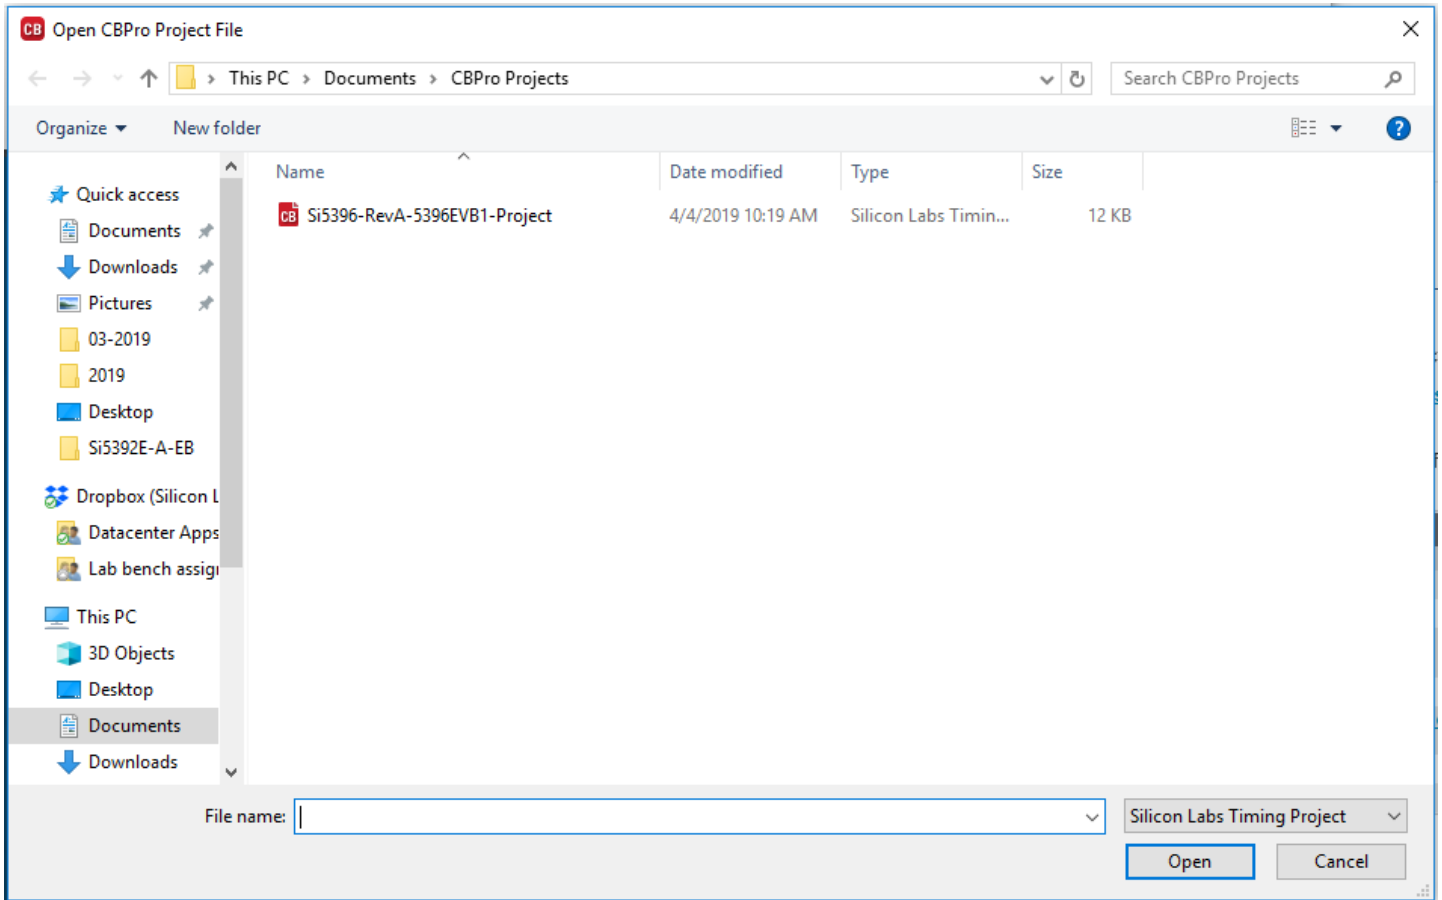 CB Open CBPro Project File
This PC > Documents > CBPro Projects
Search CBPro Projects
Organize New folder
?
Name Date modified Type Size
CB Si5396-RevA-5396EVB1-Project 4/4/2019 10:19 AM Silicon Labs Timin... 12 KB
Quick access
Documents
Downloads
Pictures
03-2019
2019
Desktop
Si5392E-A-EB
Dropbox (Silicon L
Datacenter Apps
Lab bench assig
This PC
3D Objects
Desktop
Documents
Downloads
File name: Silicon Labs Timing Project
Open Cancel